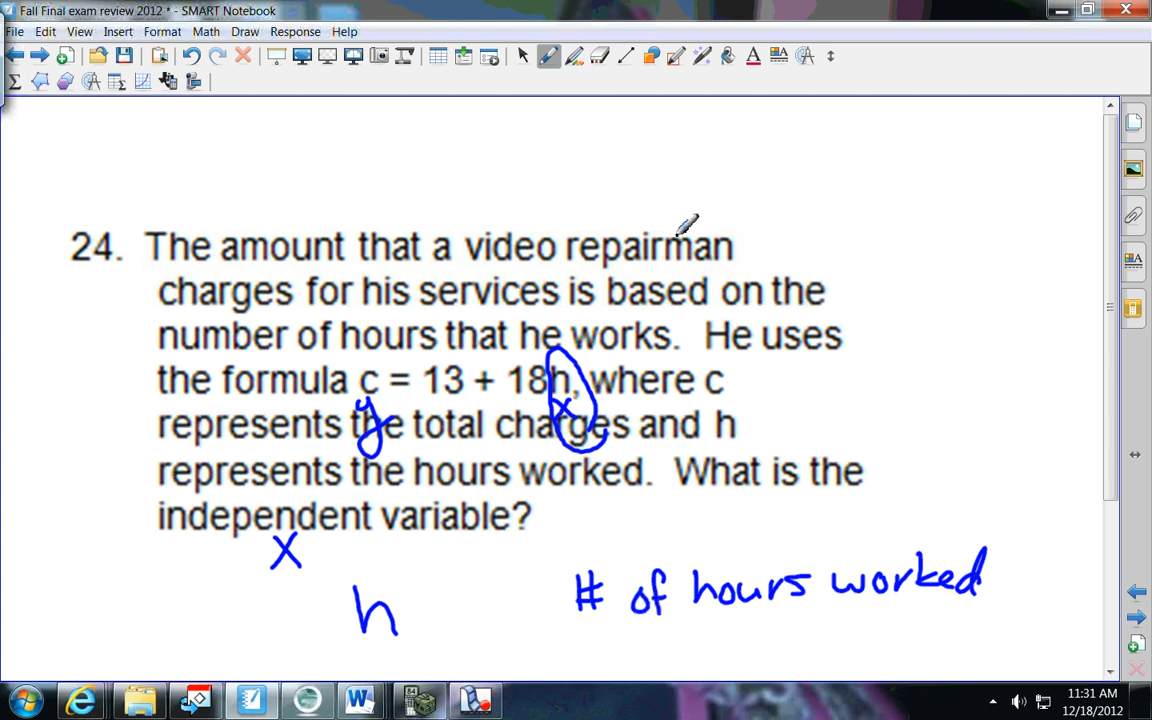 Fall Final exam review 2012 * - SMART Notebook
File Edit View Insert Format Math Draw Response Help
24. The amount that a video repairman
charges for his services is based on the
number of hours that he works. He uses
the formula c = 13 + 18h, where c
y x
represents the total charges and h
represents the hours worked. What is the
independent variable?
x
h # of hours worked
11:31 AM
12/18/2012